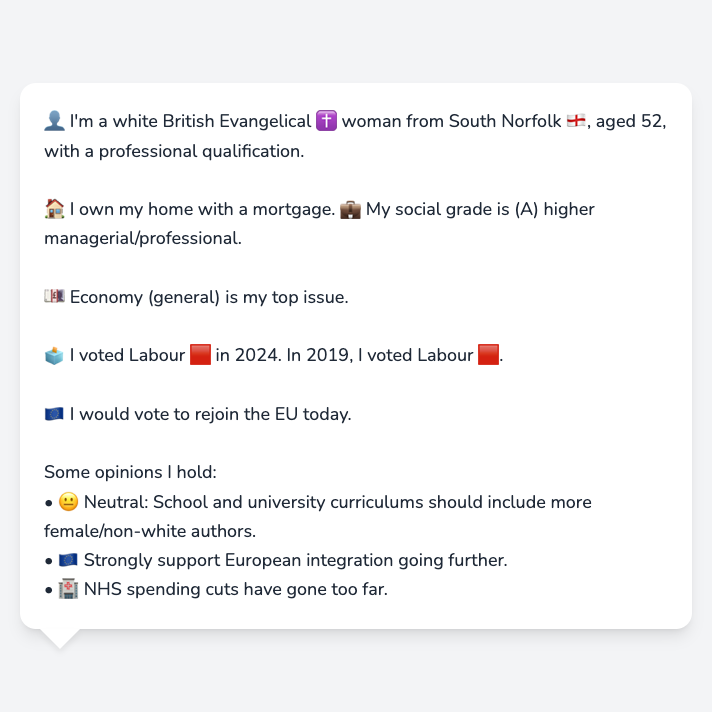 👤 I'm a white British Evangelical ✝️ woman from South Norfolk 🏴󠁧󠁢󠁥󠁮󠁧󠁿, aged 52,
with a professional qualification.
🏠 I own my home with a mortgage. 💼 My social grade is (A) higher
managerial/professional.
💷 Economy (general) is my top issue.
🗳️ I voted Labour 🟥 in 2024. In 2019, I voted Labour 🟥.
🇪🇺 I would vote to rejoin the EU today.
Some opinions I hold:
• 😐 Neutral: School and university curriculums should include more
female/non-white authors.
• 🇪🇺 Strongly support European integration going further.
• 🏥 NHS spending cuts have gone too far.